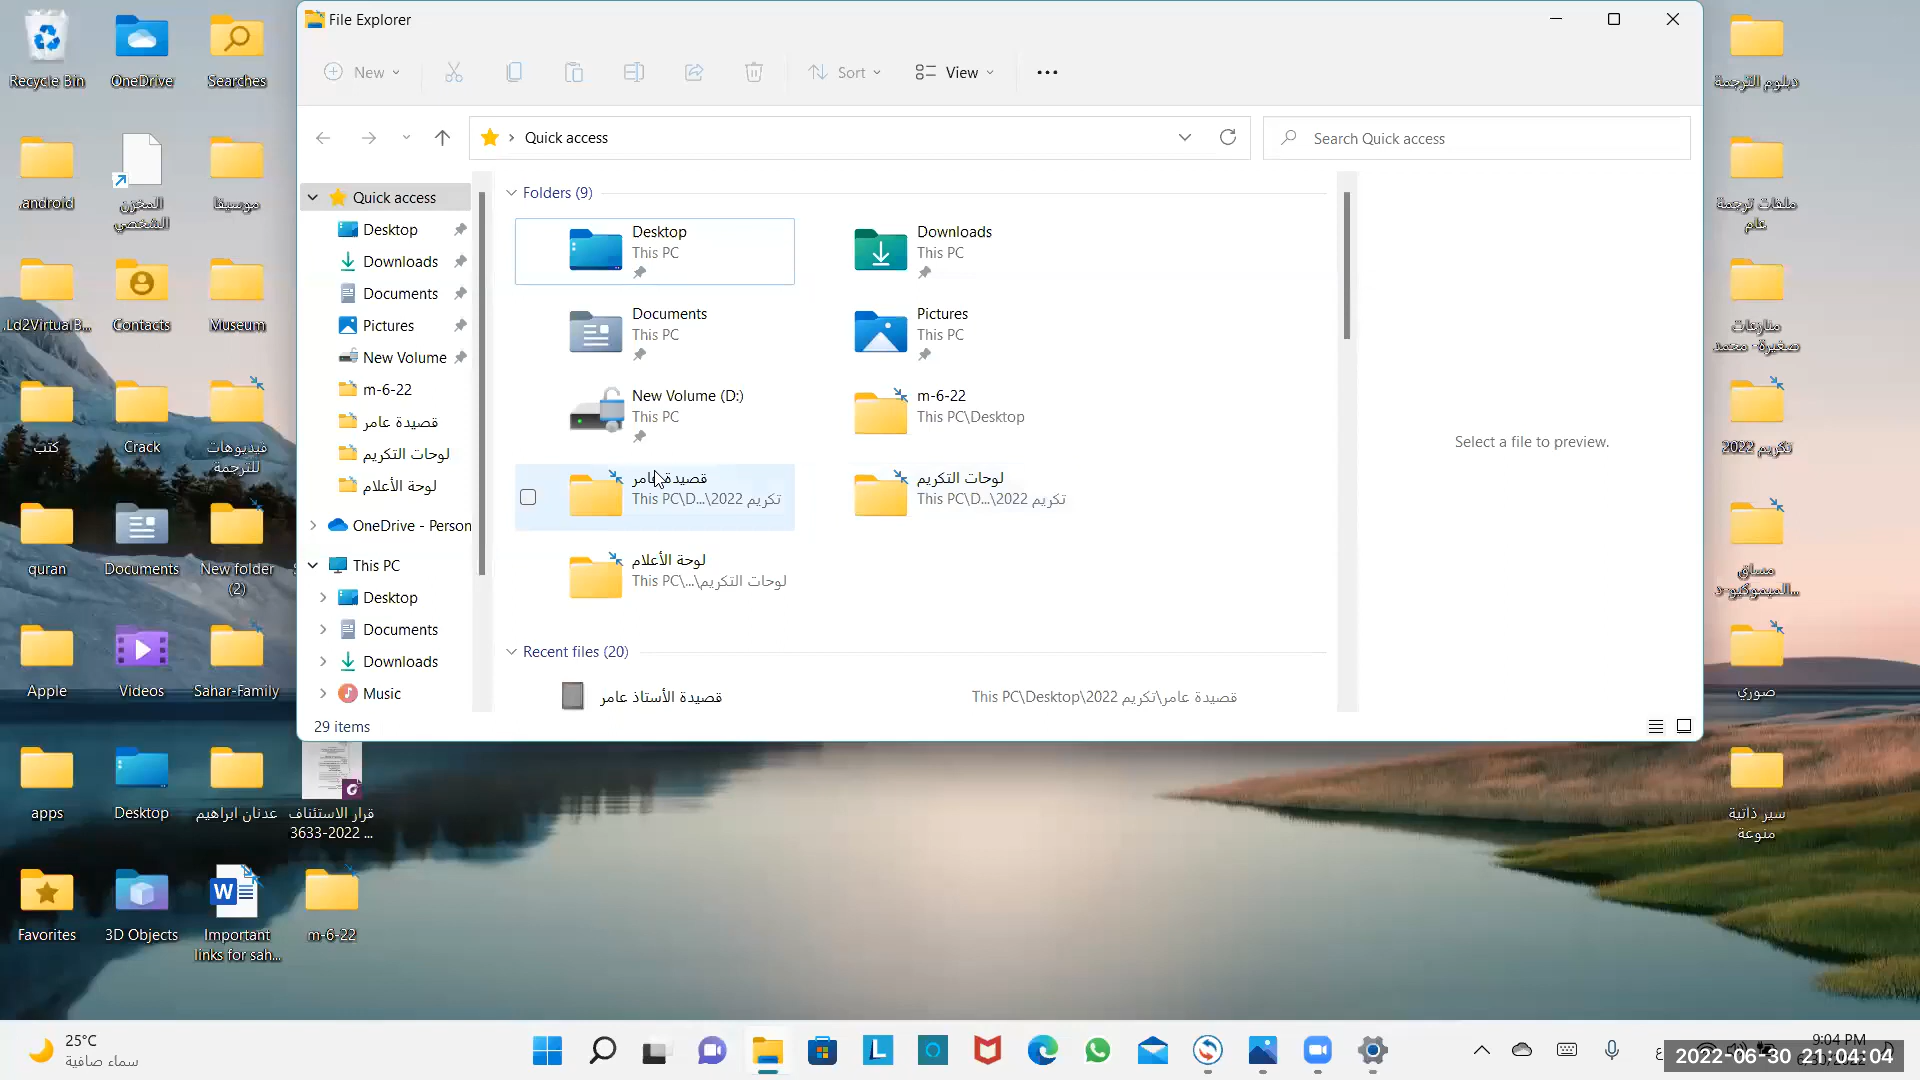 Recycle Bin
OneDrive
Searches
.android
المخزن
الشخصي
موسيقا
.Ld2VirtualB...
Contacts
Museum
كتب
Crack
فيديوهات
للترجمة
quran
Documents
New folder
(2)
Apple
Videos
Sahar-Family
apps
Desktop
عدنان ابراهيم
قرار الاستئناف
3633-2022 ...
Favorites
3D Objects
Important
links for sah...
m-6-22
File Explorer
New
Sort
View
Quick access
Search Quick access
Quick access
Desktop
Downloads
Documents
Pictures
New Volume
m-6-22
قصيدة عامر
لوحات التكريم
لوحة الأعلام
OneDrive - Person
This PC
Desktop
Documents
Downloads
Music
Folders (9)
Desktop
This PC
Downloads
This PC
Documents
This PC
Pictures
This PC
New Volume (D:)
This PC
m-6-22
This PC\Desktop
قصيدة عامر
This PC\D...\2022 تكريم
لوحات التكريم
This PC\D...\2022 تكريم
لوحة الأعلام
This PC\...\لوحات التكريم
Recent files (20)
قصيدة الأستاذ عامر
This PC\Desktop\2022 تكريم\قصيدة عامر
Select a file to preview.
29 items
دبلوم الترجمة
ملفات ترجمة
عام
منازعات
صغيرة- محمد
تكريم 2022
مساق
صوري
سير ذاتية
منوعة
25°C
سماء صافية
ع
9:04 PM
2022-06-30 21:04:04